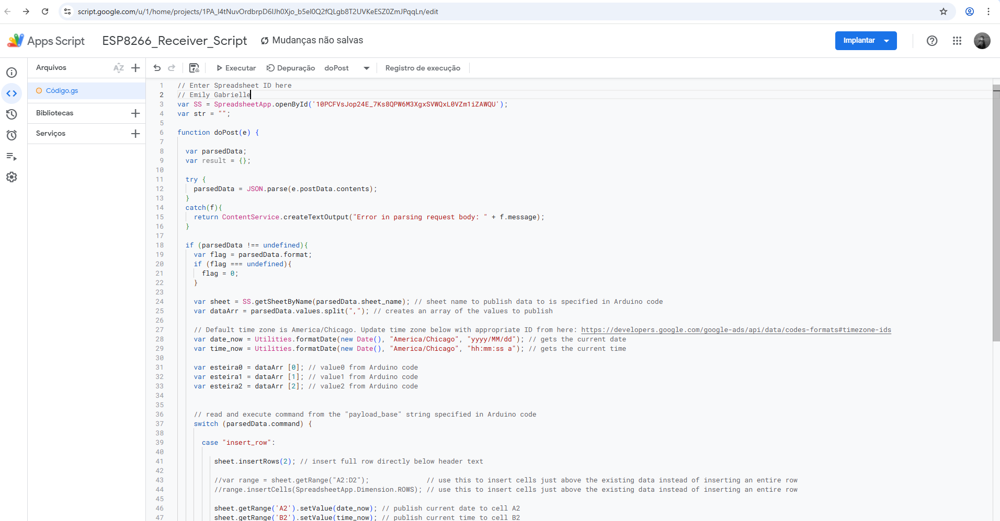 script.google.com/u/1/home/projects/1PA_l4tNuvOrdbrpD6IJh0Xjo_b5el0Q2fQLgb8T2UVKeESZ0ZmJPqqLn/edit
Apps Script
ESP8266_Receiver_Script
Mudanças não salvas
Implantar
Arquivos
AZ
Executar
Depuração
doPost
Registro de execução
Código.gs
Bibliotecas
Serviços
1 // Enter Spreadsheet ID here
2 // Emily Gabrielle
3 var SS = SpreadsheetApp.openById('10PCFVsJop24E_7Ks8QPW6M3XgxSVWQxL0VZm1iZAWQU');
4 var str = "";
5
6 function doPost(e) {
7
8 var parsedData;
9 var result = {};
10
11 try {
12 parsedData = JSON.parse(e.postData.contents);
13 }
14 catch(f){
15 return ContentService.createTextOutput("Error in parsing request body: " + f.message);
16 }
17
18 if (parsedData !== undefined){
19 var flag = parsedData.format;
20 if (flag === undefined){
21 flag = 0;
22 }
23
24 var sheet = SS.getSheetByName(parsedData.sheet_name); // sheet name to publish data to is specified in Arduino code
25 var dataArr = parsedData.values.split(","); // creates an array of the values to publish
26
27 // Default time zone is America/Chicago. Update time zone below with appropriate ID from here: https://developers.google.com/google-ads/api/data/codes-formats#timezone-ids
28 var date_now = Utilities.formatDate(new Date(), "America/Chicago", "yyyy/MM/dd"); // gets the current date
29 var time_now = Utilities.formatDate(new Date(), "America/Chicago", "hh:mm:ss a"); // gets the current time
30
31 var esteira0 = dataArr [0]; // value0 from Arduino code
32 var esteira1 = dataArr [1]; // value1 from Arduino code
33 var esteira2 = dataArr [2]; // value2 from Arduino code
34
35
36 // read and execute command from the "payload_base" string specified in Arduino code
37 switch (parsedData.command) {
38
39 case "insert_row":
40
41 sheet.insertRows(2); // insert full row directly below header text
42
43 //var range = sheet.getRange("A2:D2"); // use this to insert cells just above the existing data instead of inserting an entire row
44 //range.insertCells(SpreadsheetApp.Dimension.ROWS); // use this to insert cells just above the existing data instead of inserting an entire row
45
46 sheet.getRange('A2').setValue(date_now); // publish current date to cell A2
47 sheet.getRange('B2').setValue(time_now); // publish current time to cell B2